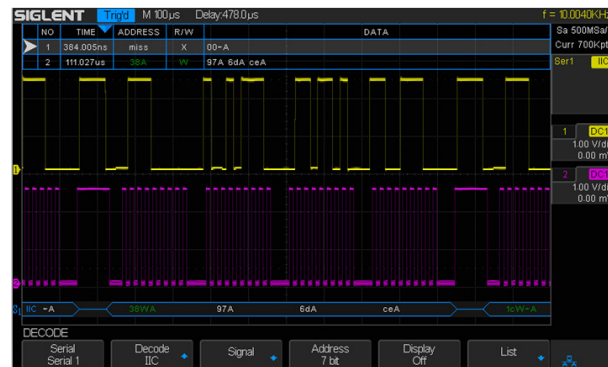 SIGLENT Trig'd M 100µs Delay:478.0µs f = 10.0040KHz
NO TIME ADDRESS R/W DATA Sa 500MSa/
1 384.005ns miss X 00~A Curr 700Kpt
2 111.027us 38A W 97A 6dA ceA Ser1 IIC
1 DC1
1.00 V/di
0.00 mV
2 DC1
1.00 V/di
0.00 mV
S1 IIC ~A 38WA 97A 6dA ceA 1cW~A
DECODE
Serial Decode Signal Address Display List
Serial 1 IIC 7 bit Off